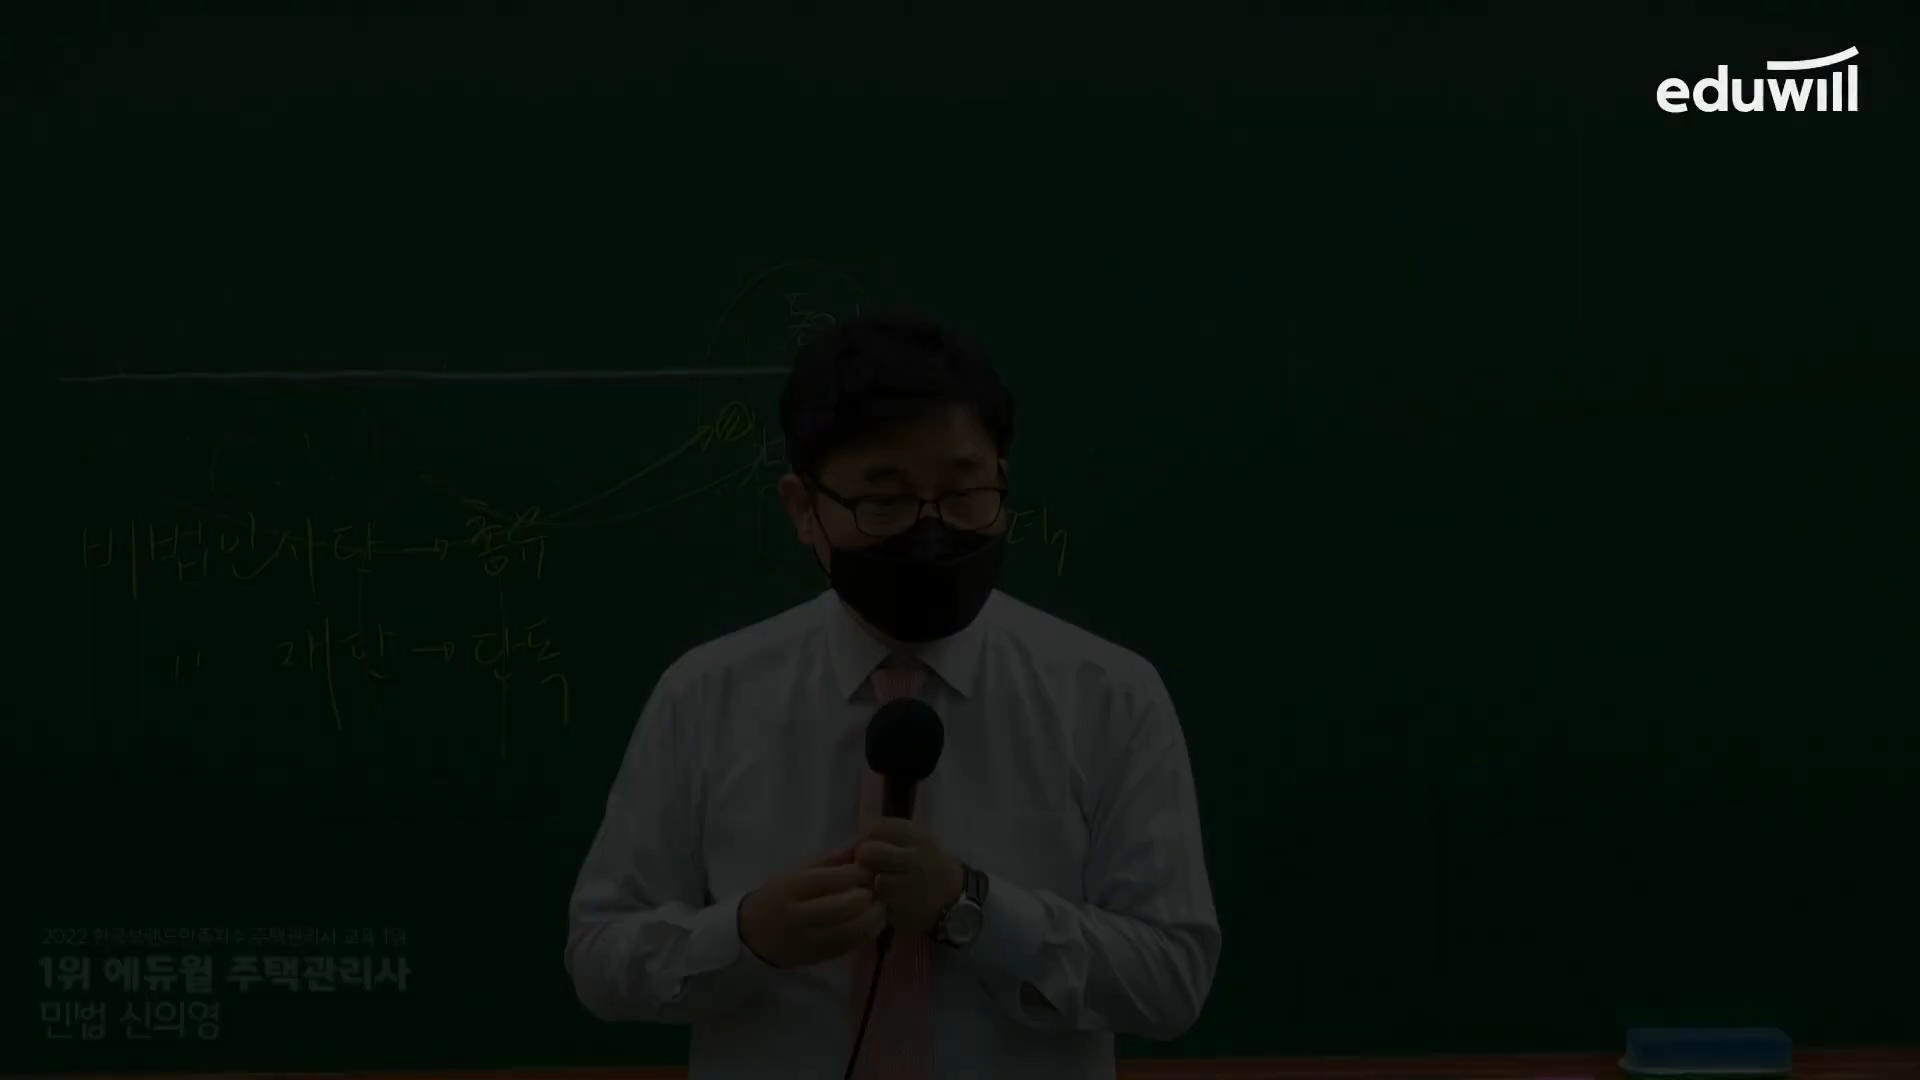 eduwill
비법인사단 → 총유
〃 재단 → 단독
2022 한국브랜드만족지수 주택관리사 교육 1위
1위 에듀윌 주택관리사
민법 신의영